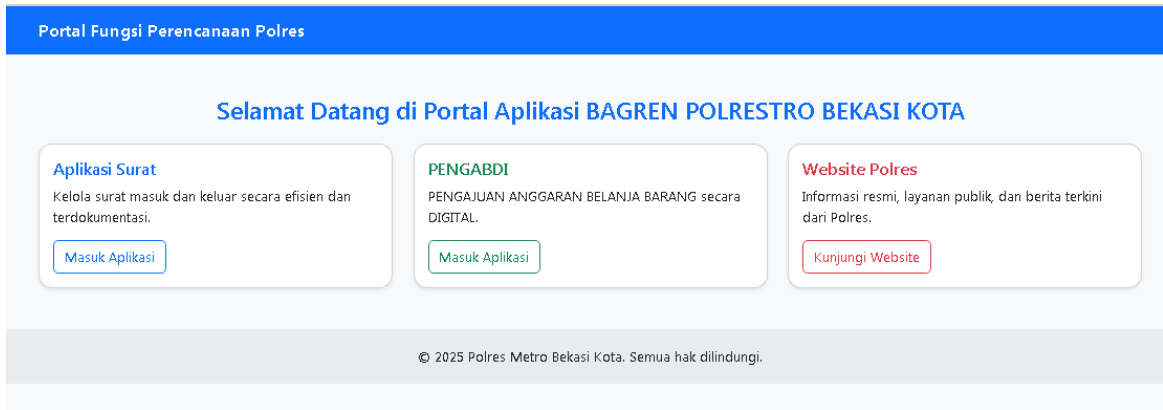 Portal Fungsi Perencanaan Polres
Selamat Datang di Portal Aplikasi BAGREN POLRESTRO BEKASI KOTA
Aplikasi Surat
Kelola surat masuk dan keluar secara efisien dan
terdokumentasi.
Masuk Aplikasi
PENGABDI
PENGAJUAN ANGGARAN BELANJA BARANG secara
DIGITAL.
Masuk Aplikasi
Website Polres
Informasi resmi, layanan publik, dan berita terkini
dari Polres.
Kunjungi Website
© 2025 Polres Metro Bekasi Kota. Semua hak dilindungi.